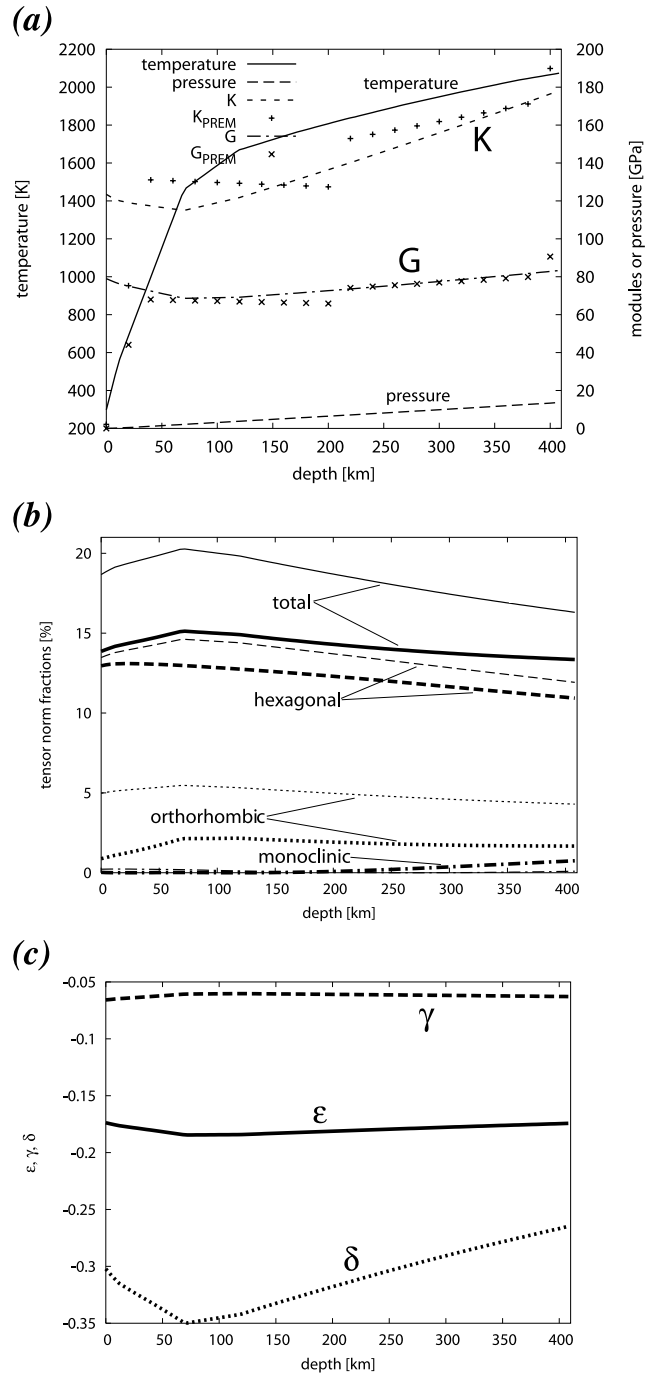 (a)
temperature
pressure
K
K_PREM
G
G_PREM
temperature
K
G
pressure
2200
2000
1800
1600
1400
1200
1000
800
600
400
200
200
180
160
140
120
100
80
60
40
20
0
0 50 100 150 200 250 300 350 400
temperature [K]
modules or pressure [GPa]
depth [km]
(b)
20
15
10
5
0
total
hexagonal
orthorhombic
monoclinic
tensor norm fractions [%]
0 50 100 150 200 250 300 350 400
depth [km]
(c)
-0.05
-0.1
-0.15
-0.2
-0.25
-0.3
-0.35
γ
ε
δ
ε, γ, δ
0 50 100 150 200 250 300 350 400
depth [km]